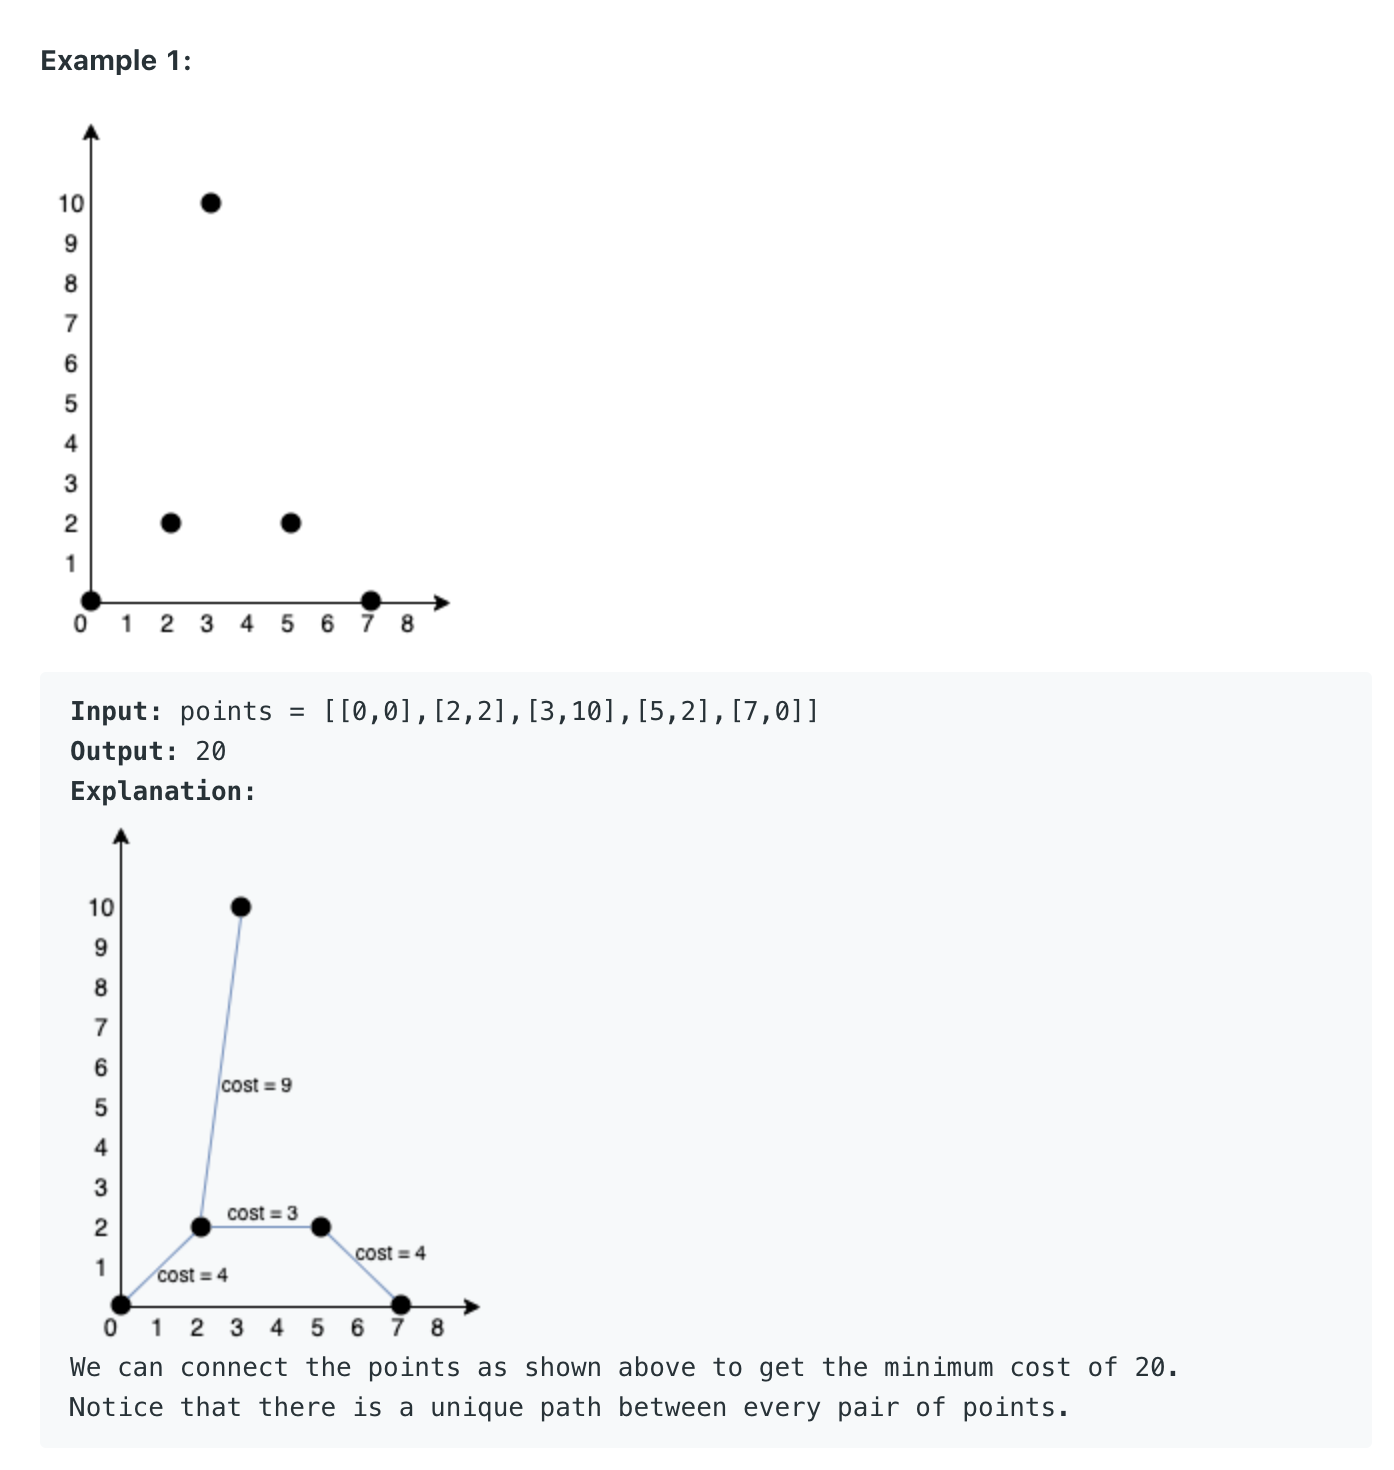 Example 1:
10
9
8
7
6
5
4
3
2
1
0 1 2 3 4 5 6 7 8
Input: points = [[0,0],[2,2],[3,10],[5,2],[7,0]]
Output: 20
Explanation:
10
9
8
7
6
cost = 9
5
4
3
cost = 3
2
cost = 4
1
cost = 4
0 1 2 3 4 5 6 7 8
We can connect the points as shown above to get the minimum cost of 20.
Notice that there is a unique path between every pair of points.